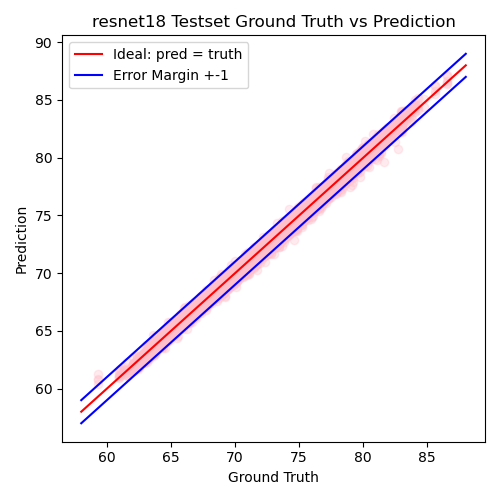 resnet18 Testset Ground Truth vs Prediction
Ideal: pred = truth
Error Margin +-1
90
85
80
75
70
65
60
Prediction
60 65 70 75 80 85
Ground Truth